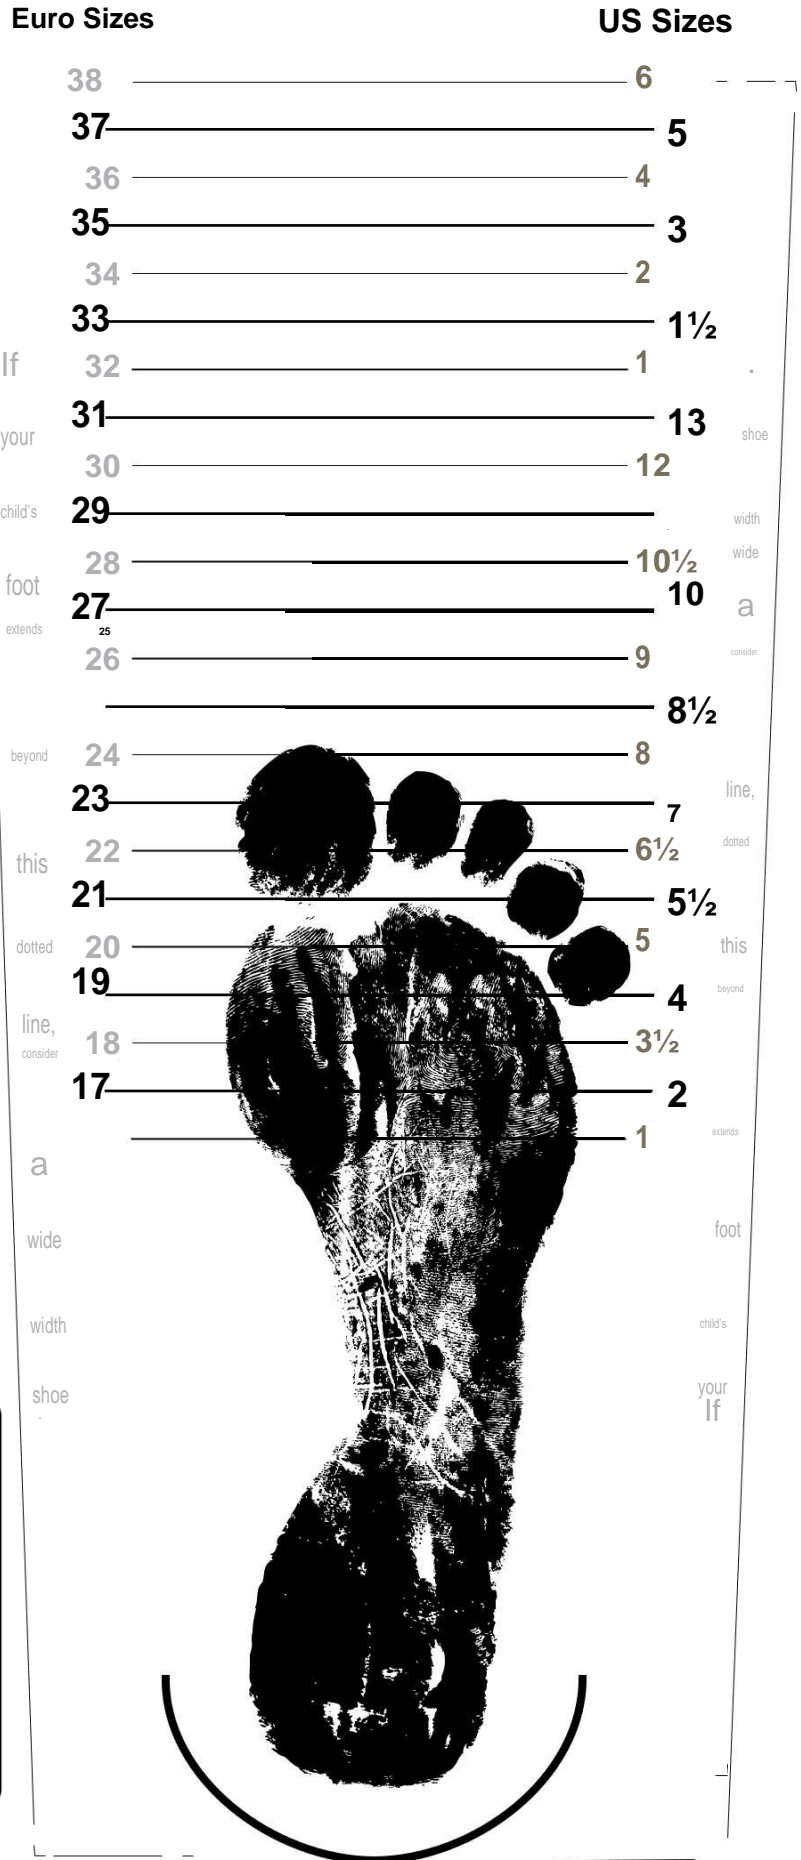 Euro Sizes US Sizes
38 6
37 5
36 4
35 3
34 2
33 1½
If 32 1 .
31 13
your shoe
30 12
child's 29 width
28 10½ wide
foot 27 10 a
extends 25
26 9 consider
8½
beyond 24 8
23 7 line,
22 6½ dotted
this
21 5½
dotted 20 5 this
19 4 beyond
line,
consider 18 3½
17 2
1 extends
a
wide foot
width child's
shoe your
. If